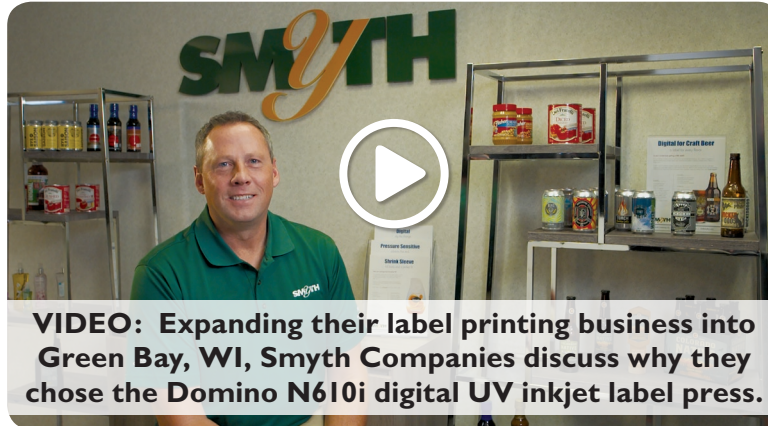 SMYTH
Digital for Craft Beer
Digital
Pressure Sensitive
Shrink Sleeve
SMYTH
VIDEO:  Expanding their label printing business into
Green Bay, WI, Smyth Companies discuss why they
chose the Domino N610i digital UV inkjet label press.